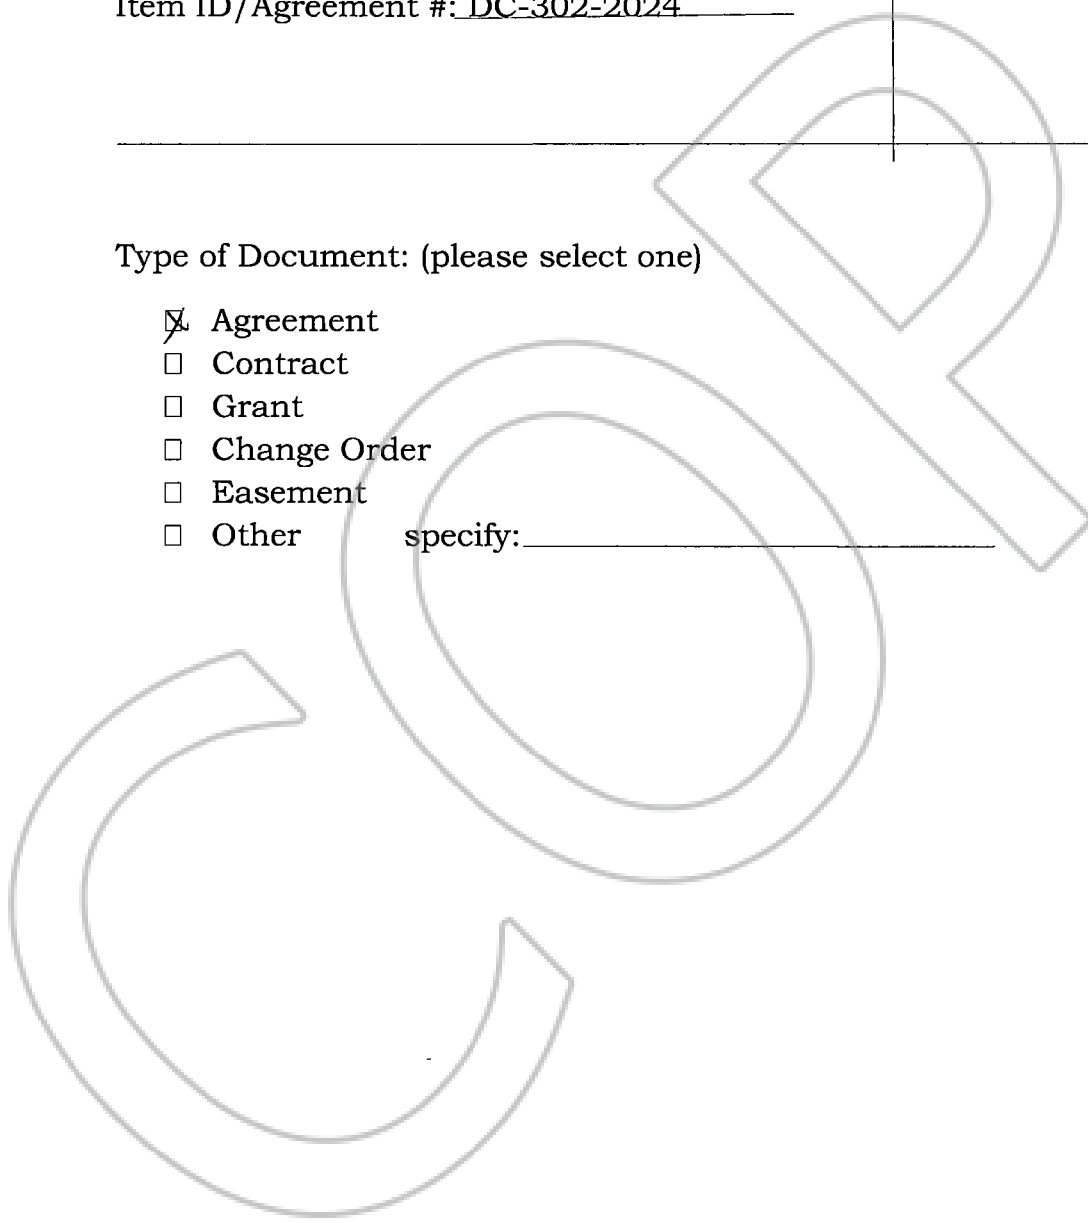 Item ID/Agreement #: DC-302-2024
Type of Document: (please select one)
Agreement
Contract
Grant
Change Order
Easement
Other specify:
COP